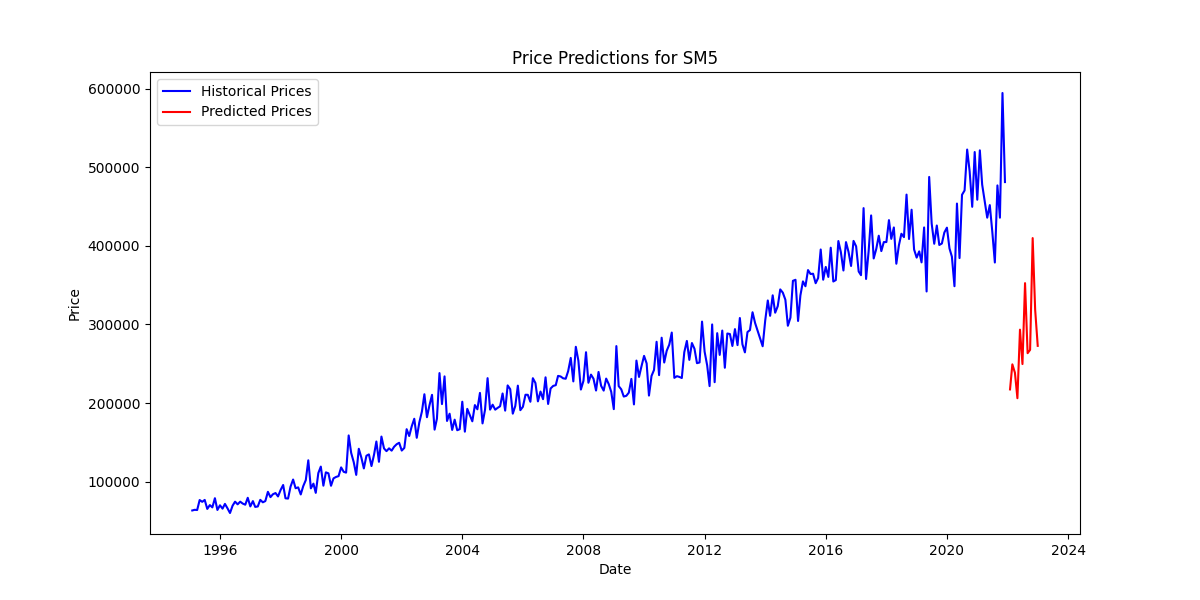 Price Predictions for SM5
Historical Prices
Predicted Prices
600000
500000
400000
300000
200000
100000
Price
1996
2000
2004
2008
2012
2016
2020
2024
Date